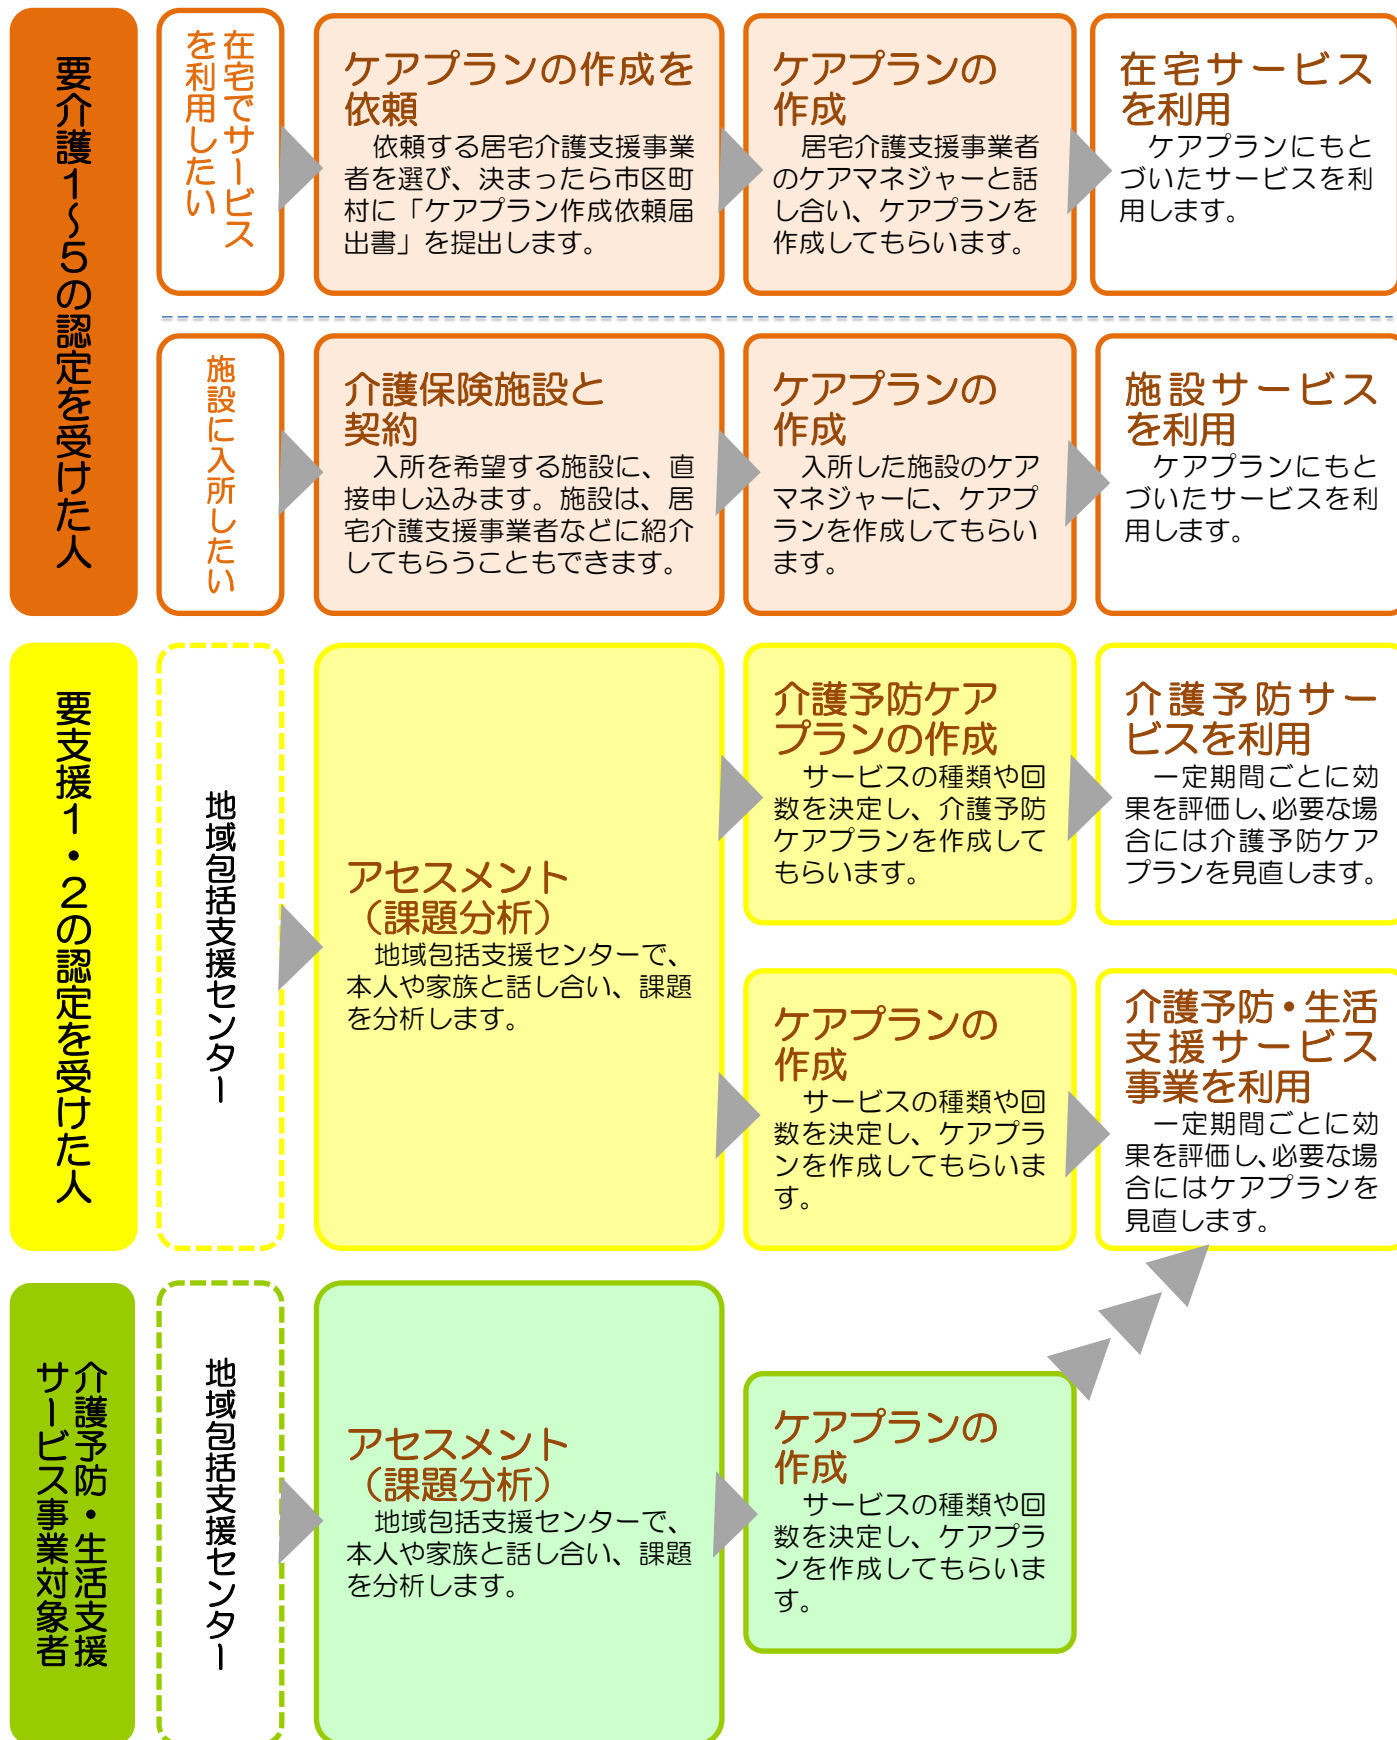 要介護1～5の認定を受けた人
在宅でサービス
を利用したい
ケアプランの作成を
依頼
依頼する居宅介護支援事業
者を選び、決まったら市区町
村に「ケアプラン作成依頼届
出書」を提出します。
ケアプランの
作成
居宅介護支援事業者
のケアマネジャーと話
し合い、ケアプランを
作成してもらいます。
在宅サービス
を利用
ケアプランにもと
づいたサービスを利
用します。
施設に入所したい
介護保険施設と
契約
入所を希望する施設に、直
接申し込みます。施設は、居
宅介護支援事業者などに紹介
してもらうこともできます。
ケアプランの
作成
入所した施設のケア
マネジャーに、ケアプ
ランを作成してもらい
ます。
施設サービス
を利用
ケアプランにもと
づいたサービスを利
用します。
要支援1・2の認定を受けた人
地域包括支援センター
アセスメント
（課題分析）
地域包括支援センターで、
本人や家族と話し合い、課題
を分析します。
介護予防ケア
プランの作成
サービスの種類や回
数を決定し、介護予防
ケアプランを作成して
もらいます。
介護予防サー
ビスを利用
一定期間ごとに効
果を評価し、必要な場
合には介護予防ケア
プランを見直します。
ケアプランの
作成
サービスの種類や回
数を決定し、ケアプラ
ンを作成してもらいま
す。
介護予防・生活
支援サービス
事業を利用
一定期間ごとに効
果を評価し、必要な場
合にはケアプランを
見直します。
介護予防・生活支援
サービス事業対象者
地域包括支援センター
アセスメント
（課題分析）
地域包括支援センターで、
本人や家族と話し合い、課題
を分析します。
ケアプランの
作成
サービスの種類や回
数を決定し、ケアプラ
ンを作成してもらいま
す。